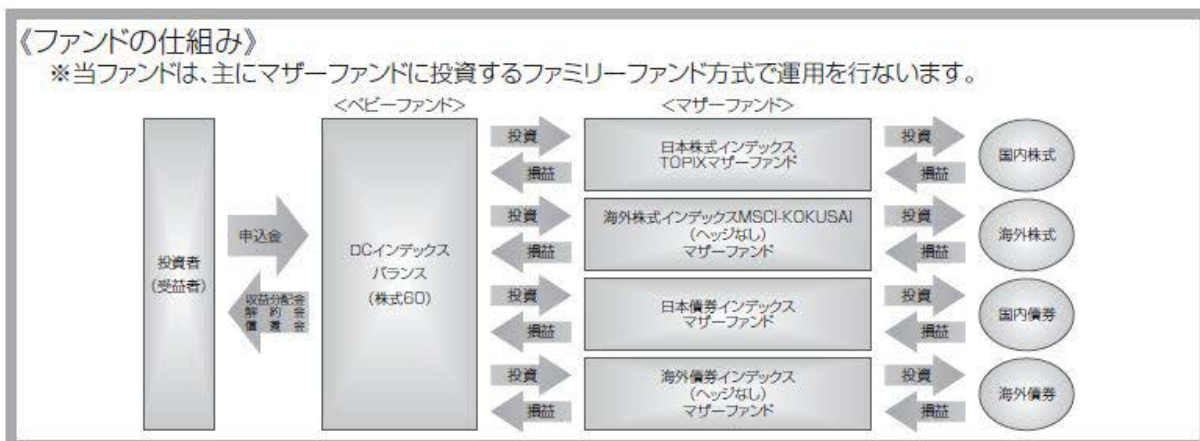 《ファンドの仕組み》
※当ファンドは、主にマザーファンドに投資するファミリーファンド方式で運用を行ないます。
<ベビーファンド>
<マザーファンド>
投資者
(受益者)
申込金
収益分配金
解約金
償還金
DCインデックス
バランス
(株式60)
投資
損益
日本株式インデックス
TOPIXマザーファンド
投資
損益
国内株式
投資
損益
海外株式インデックスMSCI-KOKUSAI
(ヘッジなし)
マザーファンド
投資
損益
海外株式
投資
損益
日本債券インデックス
マザーファンド
投資
損益
国内債券
投資
損益
海外債券インデックス
(ヘッジなし)
マザーファンド
投資
損益
海外債券